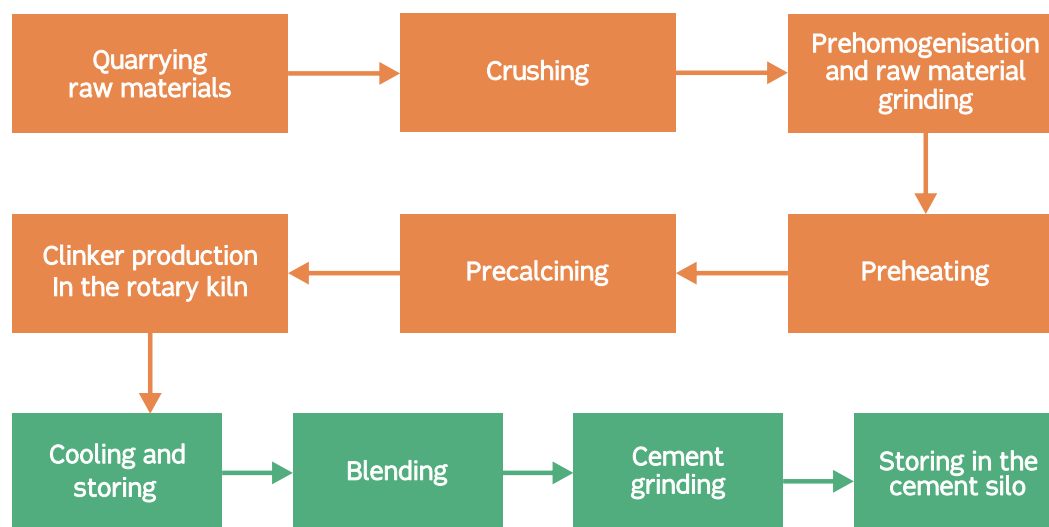 Quarrying
raw materials
Crushing
Prehomogenisation
and raw material
grinding
Clinker production
In the rotary kiln
Precalcining
Preheating
Cooling and
storing
Blending
Cement
grinding
Storing in the
cement silo